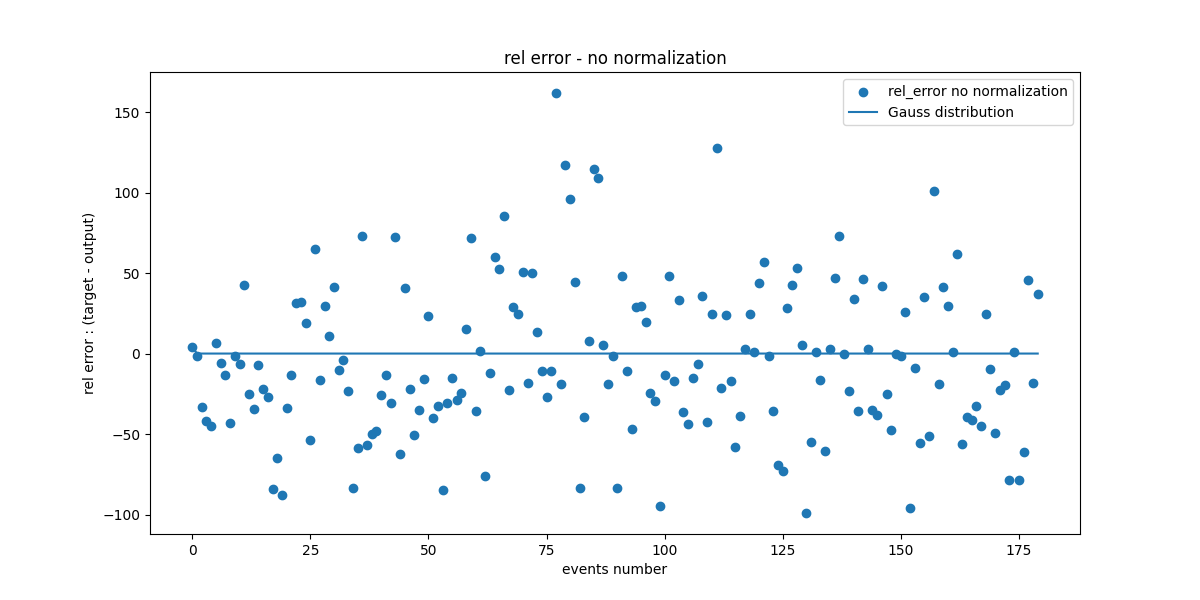 rel error - no normalization
rel_error no normalization
Gauss distribution
rel error : (target - output)
150
100
50
0
−50
−100
0 25 50 75 100 125 150 175
events number